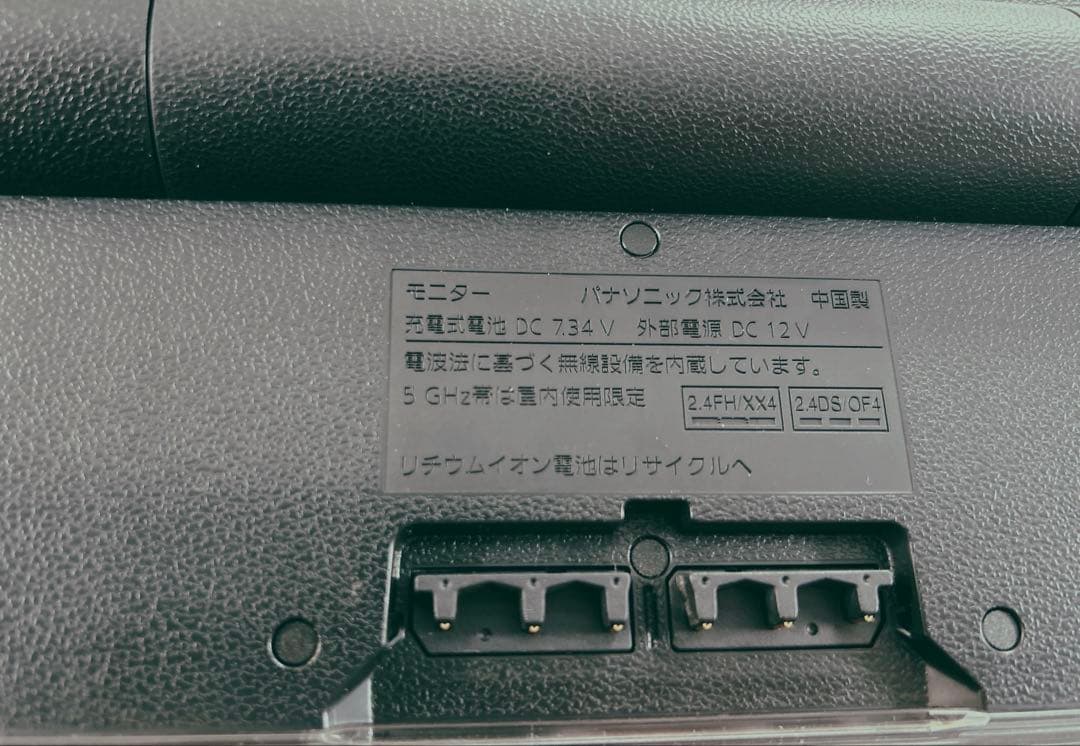 モニター パナソニック株式会社 中国製
充電式電池 DC 7.34 V 外部電源 DC 12 V
電波法に基づく無線設備を内蔵しています。
5 GHz帯は屋内使用限定 2.4FH/XX4 2.4DS/OF4
リチウムイオン電池はリサイクルへ